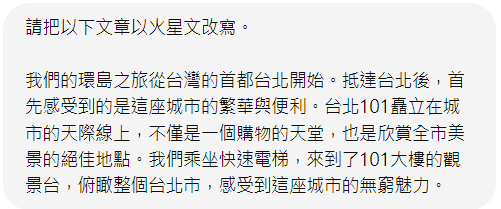 請把以下文章以火星文改寫。
我們的環島之旅從台灣的首都台北開始。抵達台北後，首
先感受到的是這座城市的繁華與便利。台北101矗立在城
市的天際線上，不僅是一個購物的天堂，也是欣賞全市美
景的絕佳地點。我們乘坐快速電梯，來到了101大樓的觀
景台，俯瞰整個台北市，感受到這座城市的無窮魅力。